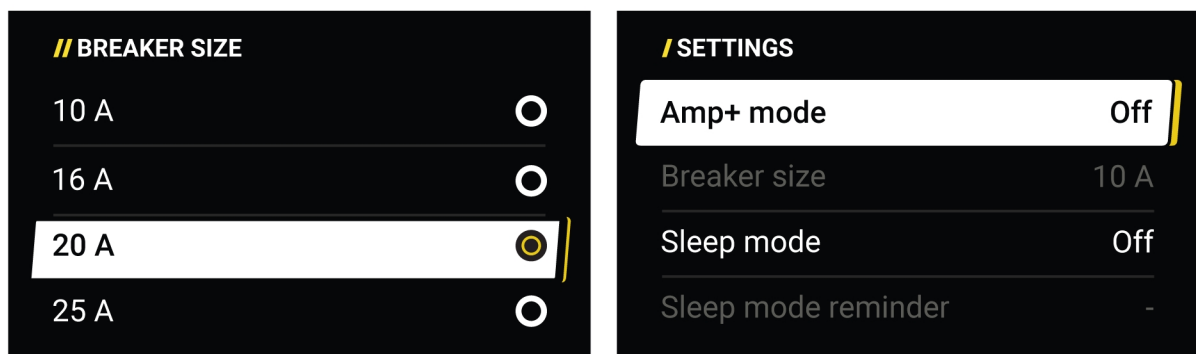 // BREAKER SIZE
10 A
16 A
20 A
25 A
/ SETTINGS
Amp+ mode Off
Breaker size 10 A
Sleep mode Off
Sleep mode reminder -